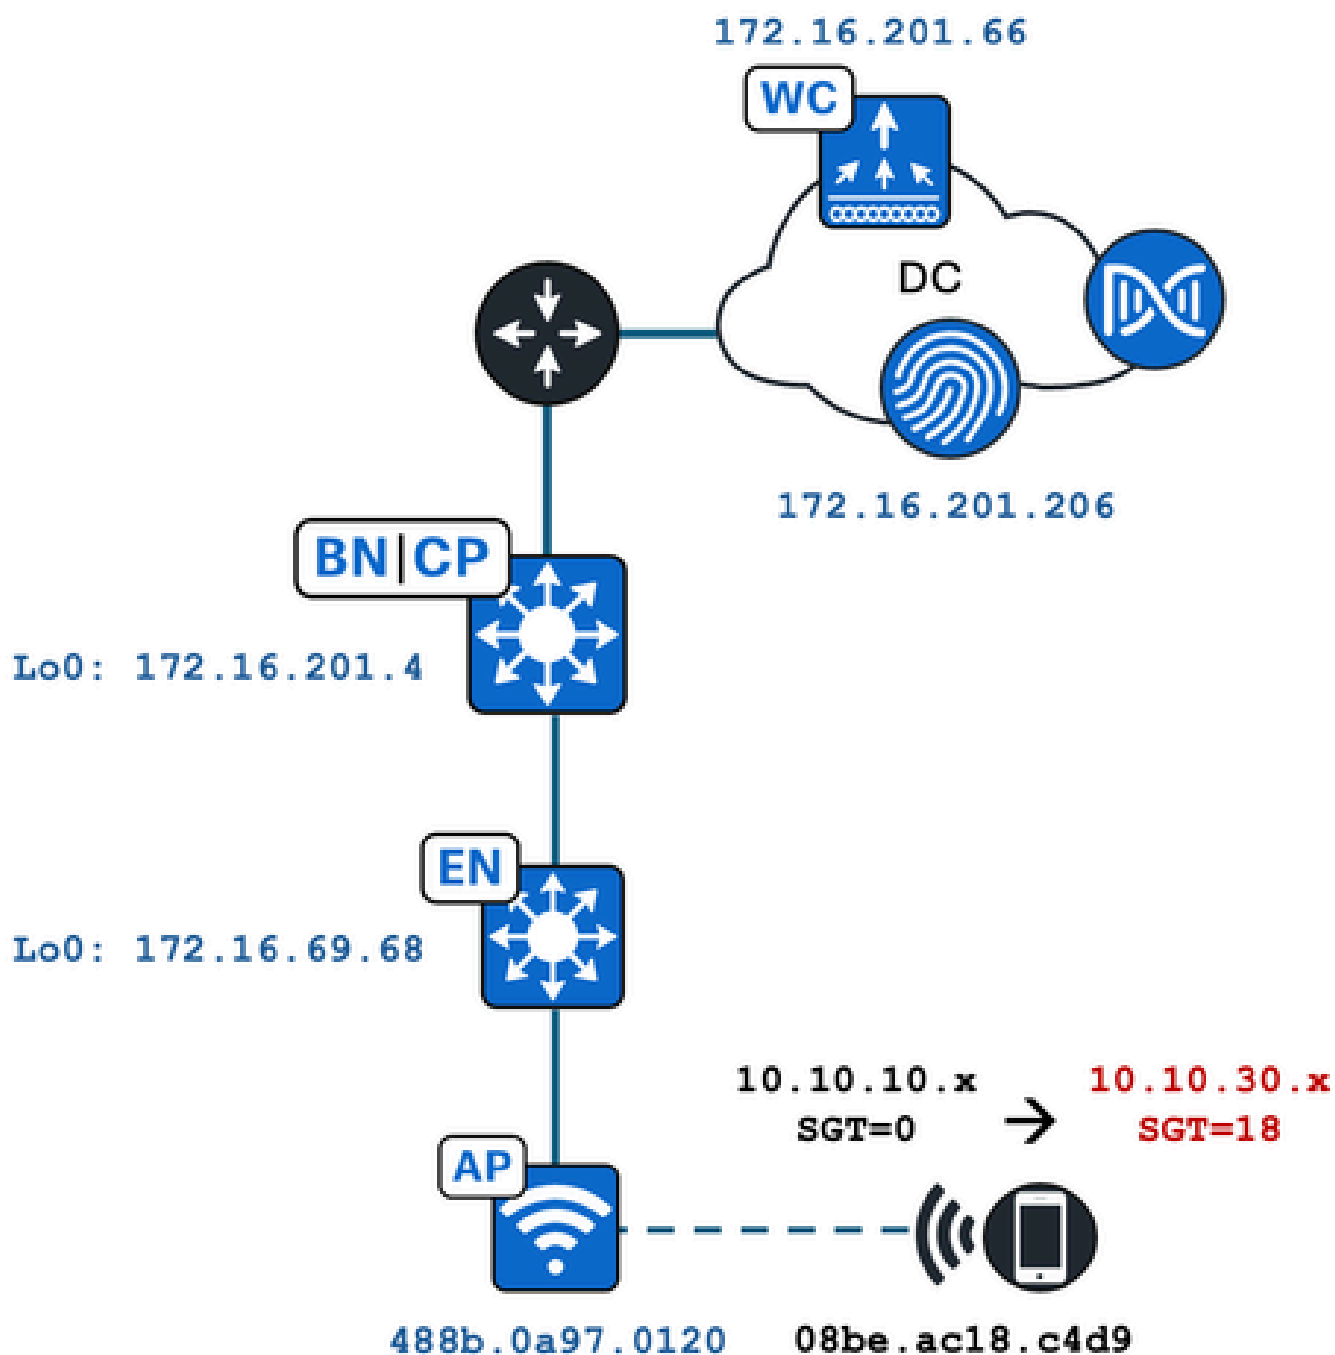 172.16.201.66
WC
DC
172.16.201.206
BN|CP
Lo0: 172.16.201.4
EN
Lo0: 172.16.69.68
10.10.10.x → 10.10.30.x
SGT=0 SGT=18
AP
488b.0a97.0120
08be.ac18.c4d9